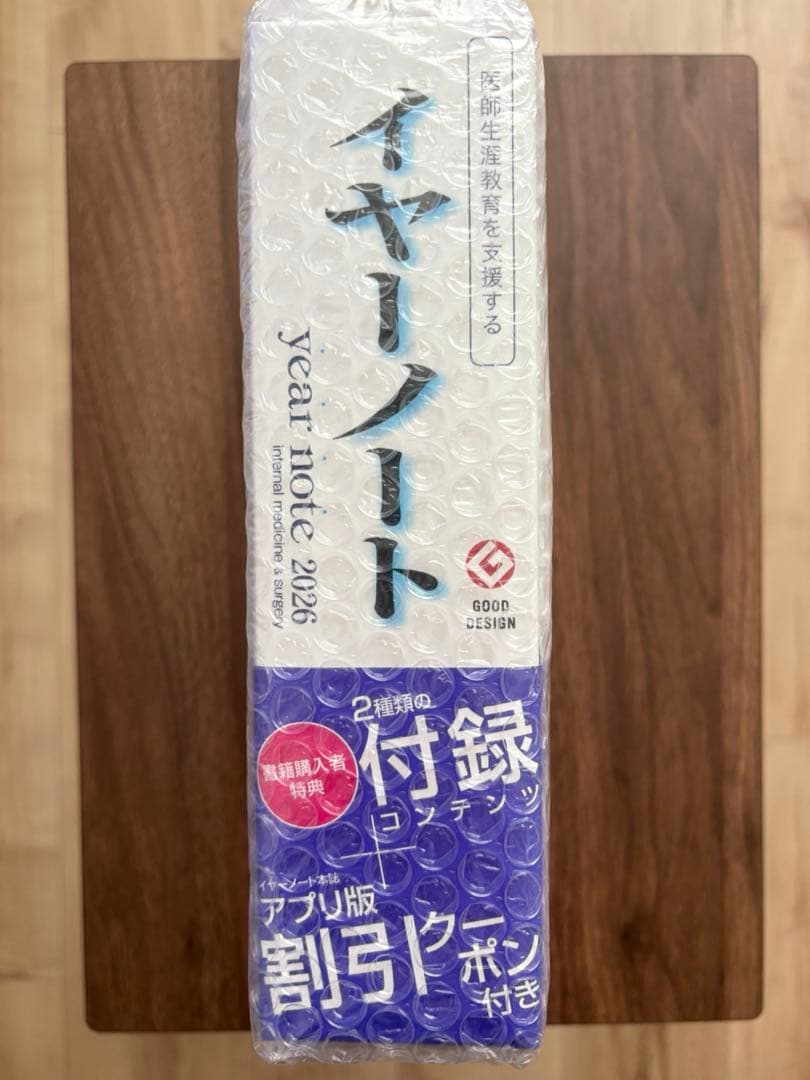 医師生涯教育を支援する
イヤーノート
year note 2026
internal medicine & surgery
GOOD
DESIGN
書籍購入者
特典
2種類の
付録
コンテンツ
イヤーノート本誌
アプリ版
割引クー
ポン
付き